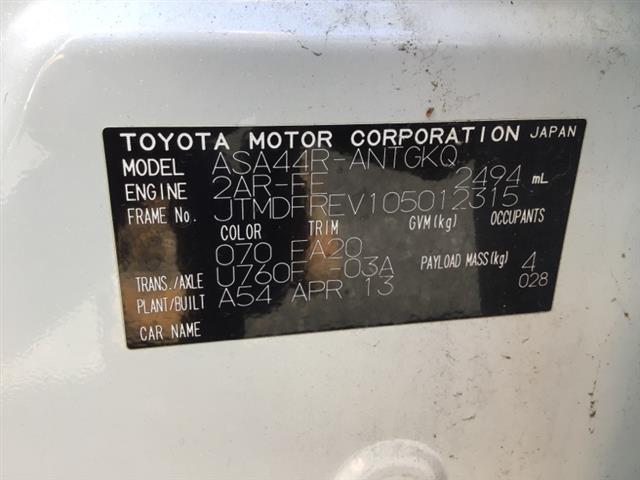 TOYOTA MOTOR CORPORATION JAPAN
MODEL ASA44R-ANTGKQ
ENGINE 2AR-FE 2494 mL
FRAME No. JTMDFREV105012315
COLOR TRIM GVM(kg) OCCUPANTS
070 FA20
TRANS./AXLE U760F -03A PAYLOAD MASS(kg) 4
PLANT/BUILT A54 APR 13 028
CAR NAME